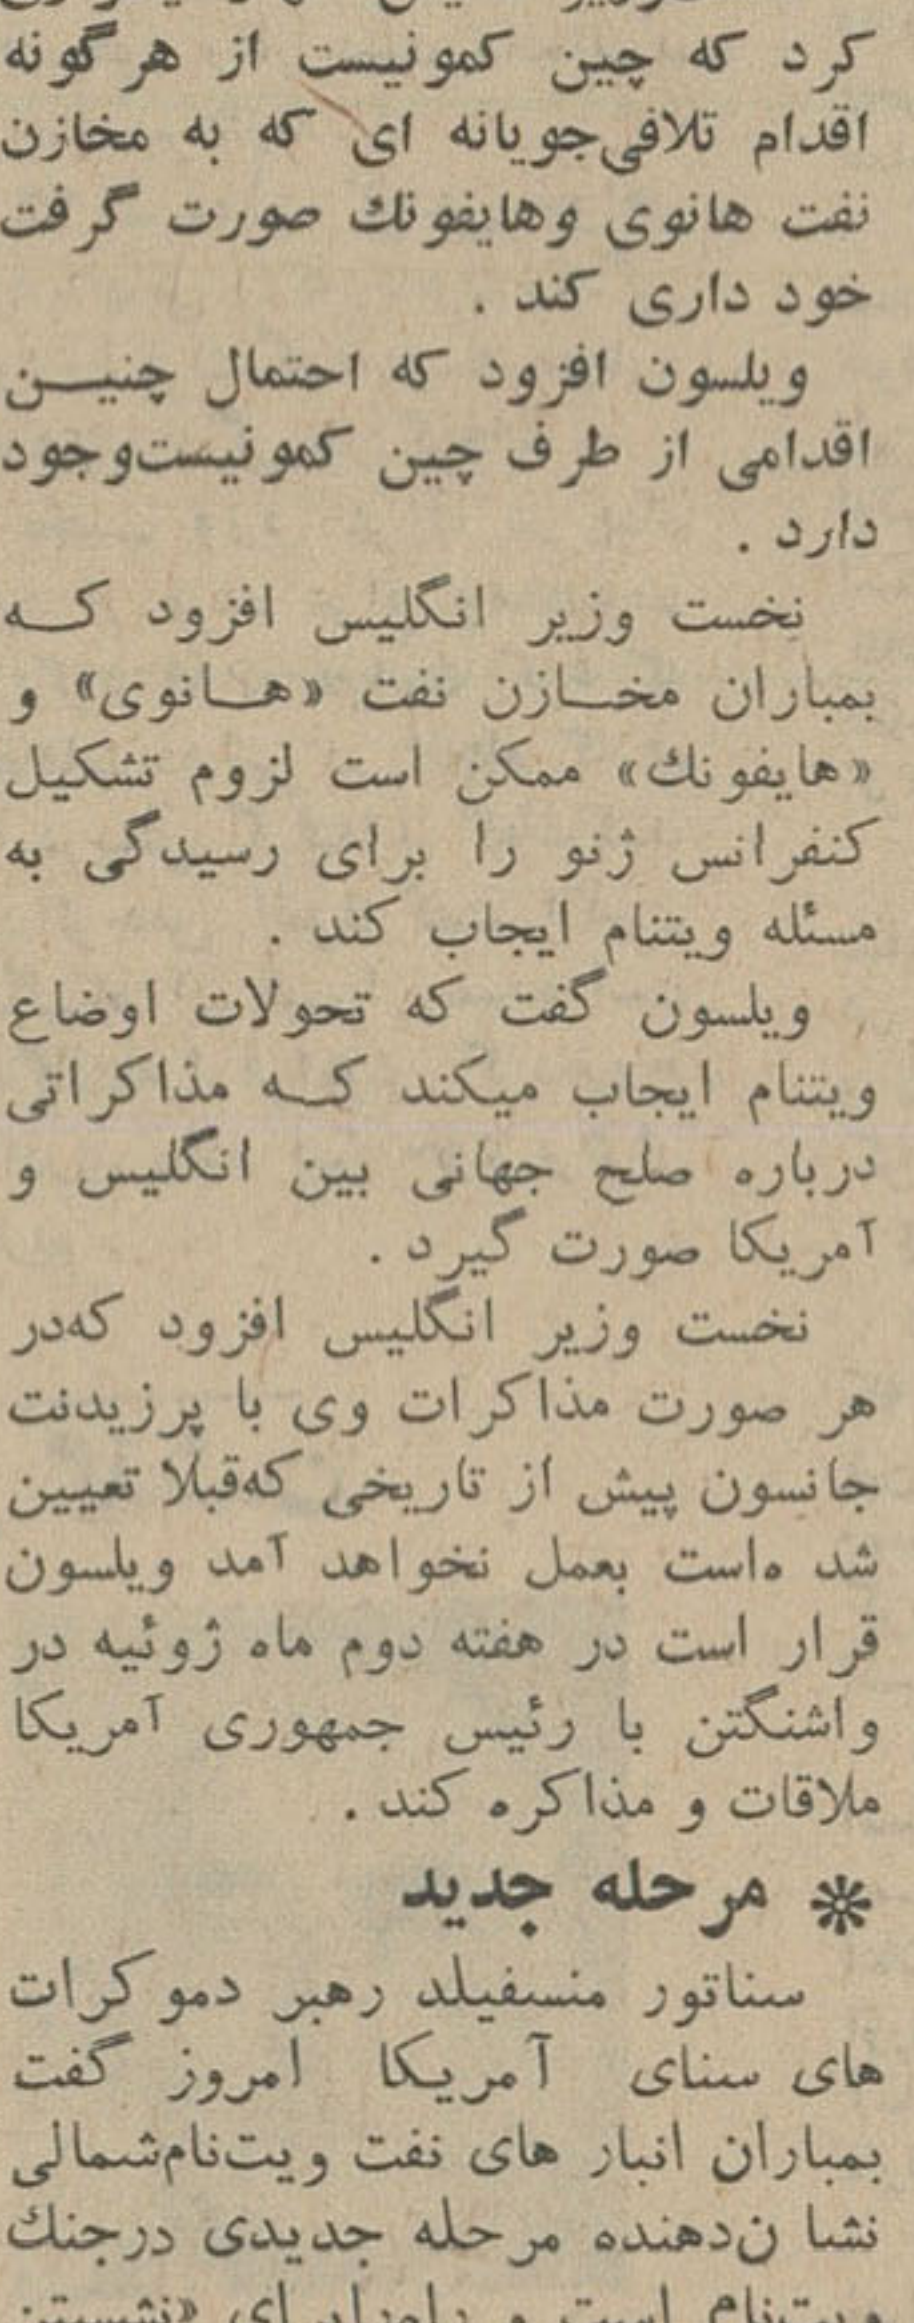 کرد که چین کمونیست از هرگونه
اقدام تلافی‌جویانه ای که به مخازن
نفت هانوی وهایفونك صورت گرفت
خود داری کند .
ویلسون افزود که احتمال چنیــن
اقدامی از طرف چین کمونیست‌وجود
دارد .
نخست وزیر انگلیس افزود کــه
بمباران مخــازن نفت «هــانوی» و
«هایفونك» ممکن است لزوم تشکیل
کنفرانس ژنو را برای رسیدگی به
مسئله ویتنام ایجاب کند .
ویلسون گفت که تحولات اوضاع
ویتنام ایجاب میکند کــه مذاکراتی
درباره صلح جهانی بین انگلیس و
آمریکا صورت گیرد .
نخست وزیر انگلیس افزود که‌در
هر صورت مذاکرات وی با پرزیدنت
جانسون پیش از تاریخی که‌قبلا تعیین
شد ه‌است بعمل نخواهد آمد ویلسون
قرار است در هفته دوم ماه ژوئیه در
واشنگتن با رئیس جمهوری آمریکا
ملاقات و مذاکره کند .
❋ مرحله جدید
سناتور منسفیلد رهبر دموکرات
های سنای آمریکا امروز گفت
بمباران انبار های نفت ویت‌نام‌شمالی
نشا ن‌دهنده مرحله جدیدی درجنك